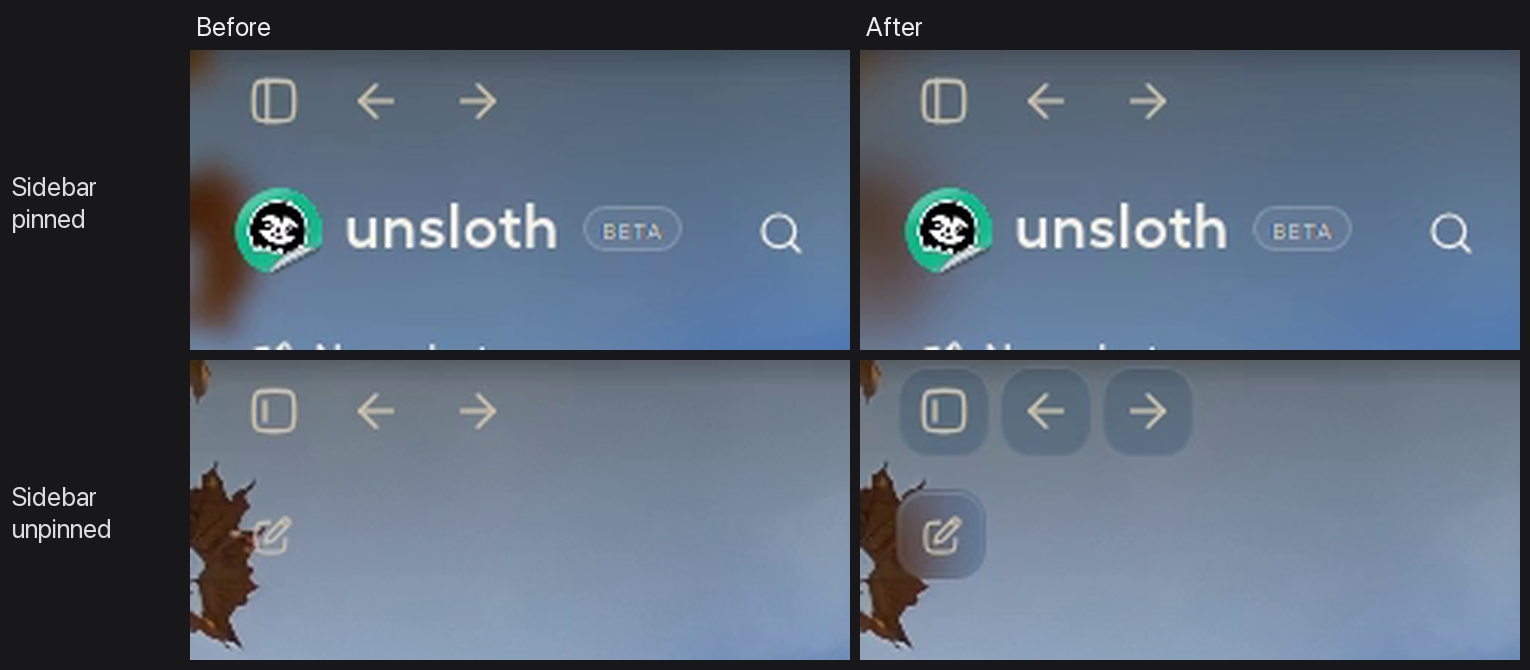 Before
After
Sidebar
pinned
unsloth BETA
unsloth BETA
Sidebar
unpinned